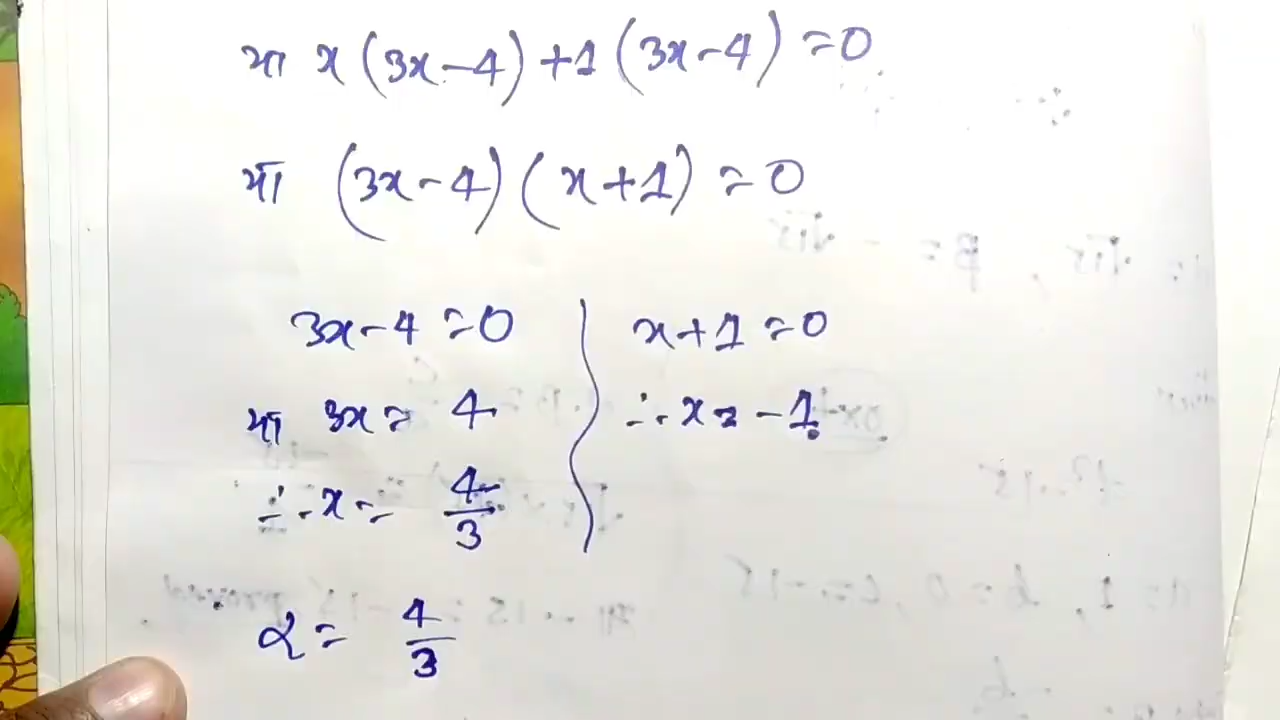 या x(3x-4)+1(3x-4)=0
या (3x-4)(x+1)=0
3x-4=0 x+1=0
या 3x=4 ∴ x=-1
∴ x=4/3
α=4/3